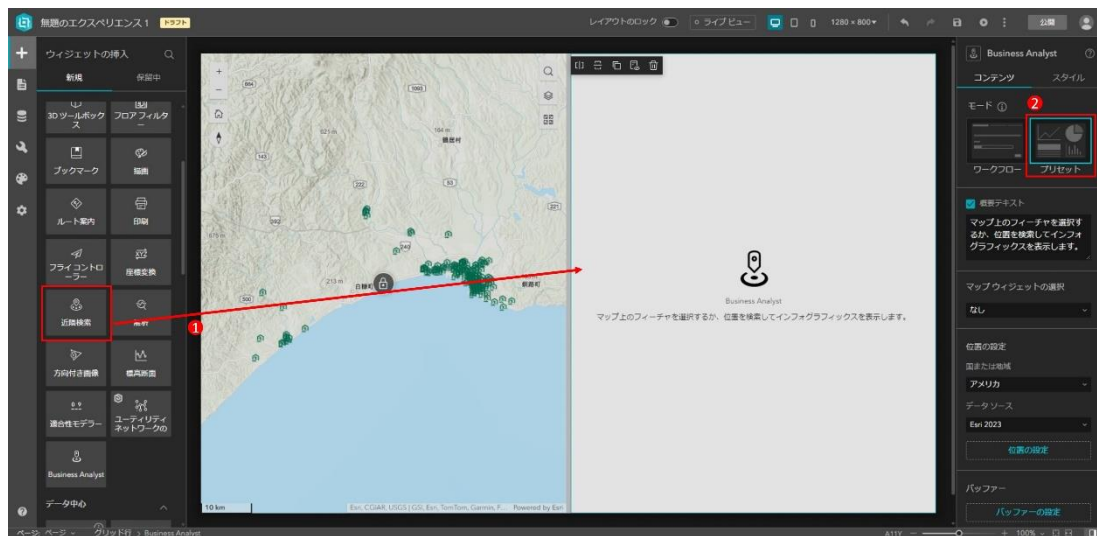 無題のエクスペリエンス 1 ドラフト
レイアウトのロック ライブ ビュー 1280 × 800 公開
ウィジェットの挿入
新規 保留中
3D ツールボックス
フロア フィルター
ブックマーク
描画
ルート案内
印刷
フライ コントローラー
座標変換
近隣検索
解析
方向付き画像
標高断面
適合性モデラー
ユーティリティ ネットワークの
Business Analyst
データ中心
1
10 km
Esri, CGIAR, USGS | GSI, Esri, TomTom, Garmin, F... Powered by Esri
Business Analyst
マップ上のフィーチャを選択するか、位置を検索してインフォグラフィックスを表示します。
Business Analyst
コンテンツ スタイル
モード 2
ワークフロー プリセット
概要テキスト
マップ上のフィーチャを選択す
るか、位置を検索してインフォ
グラフィックスを表示します。
マップ ウィジェットの選択
なし
位置の設定
国または地域
アメリカ
データ ソース
Esri 2023
位置の設定
バッファー
バッファーの設定
ページ: ページ グリッド行 > Business Analyst
A11Y 100%